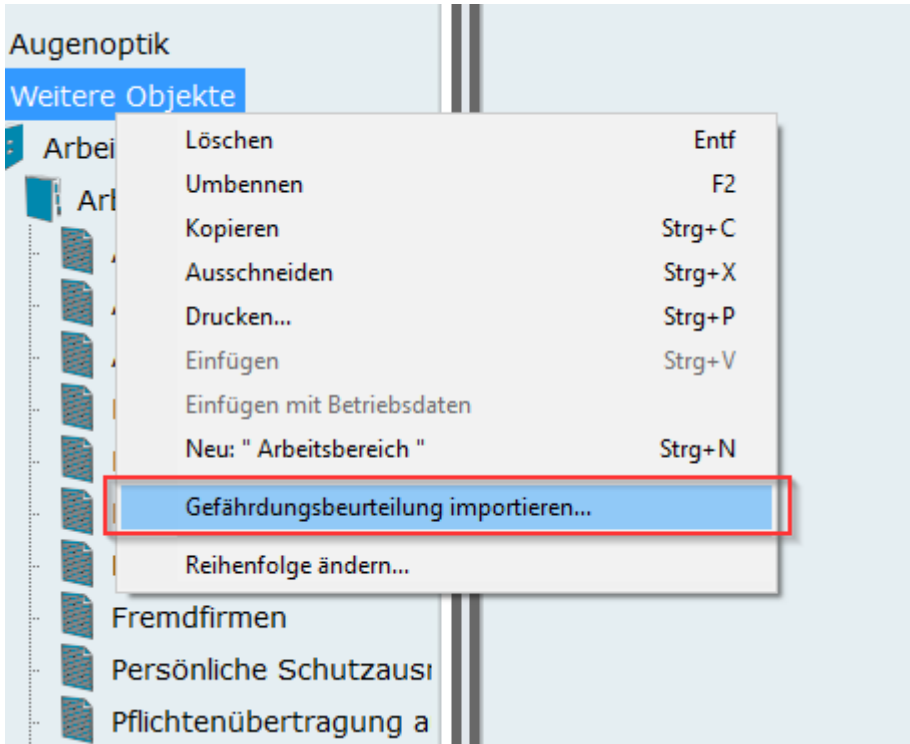 Augenoptik
Weitere Objekte
Arbei
Löschen Entf
Umbennen F2
Kopieren Strg+C
Ausschneiden Strg+X
Drucken... Strg+P
Einfügen Strg+V
Einfügen mit Betriebsdaten
Neu: " Arbeitsbereich " Strg+N
Gefährdungsbeurteilung importieren...
Reihenfolge ändern...
Fremdfirmen
Persönliche Schutzausr
Pflichtenübertragung a